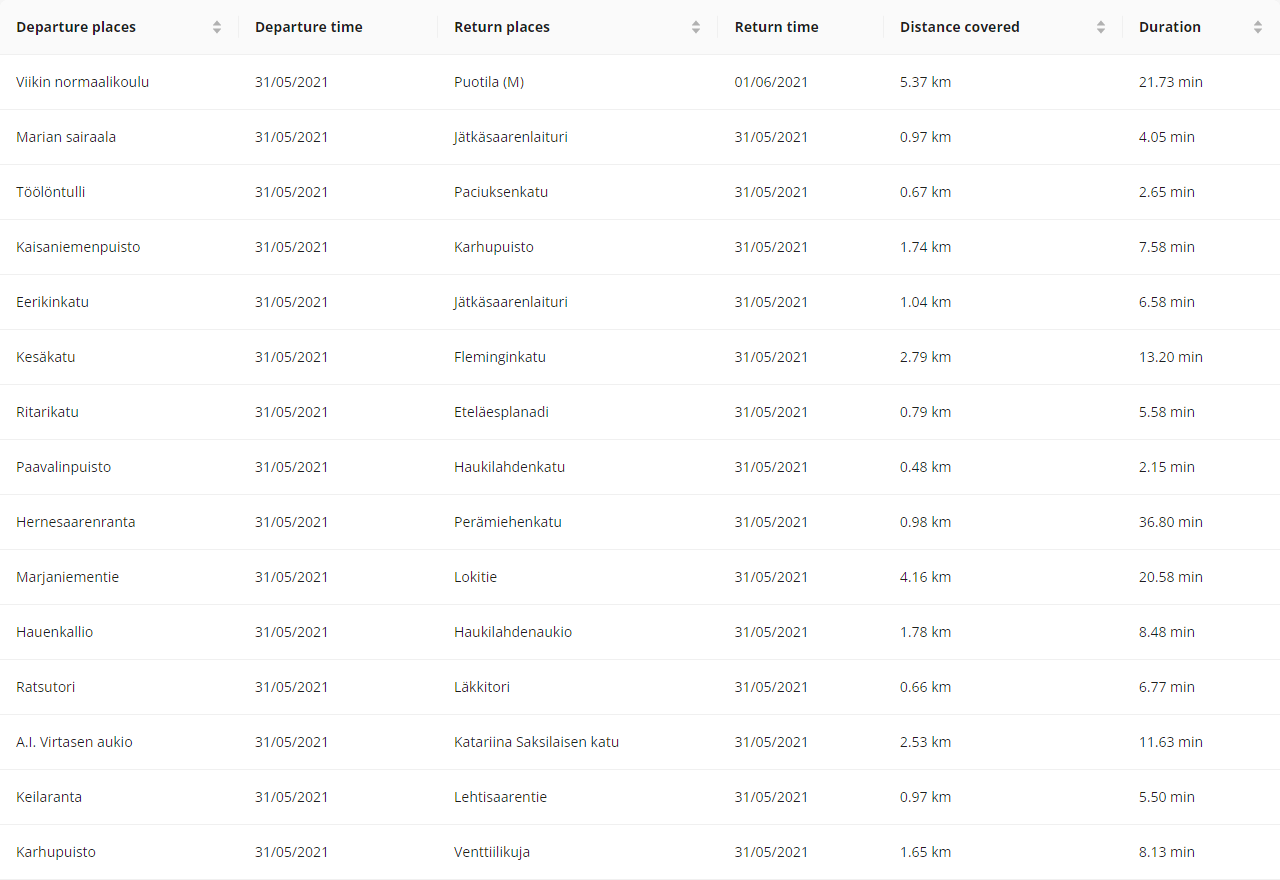 Departure places Departure time Return places Return time Distance covered Duration
Viikin normaalikoulu 31/05/2021 Puotila (M) 01/06/2021 5.37 km 21.73 min
Marian sairaala 31/05/2021 Jätkäsaarenlaituri 31/05/2021 0.97 km 4.05 min
Töölöntulli 31/05/2021 Paciuksenkatu 31/05/2021 0.67 km 2.65 min
Kaisaniemenpuisto 31/05/2021 Karhupuisto 31/05/2021 1.74 km 7.58 min
Eerikinkatu 31/05/2021 Jätkäsaarenlaituri 31/05/2021 1.04 km 6.58 min
Kesäkatu 31/05/2021 Fleminginkatu 31/05/2021 2.79 km 13.20 min
Ritarikatu 31/05/2021 Eteläesplanadi 31/05/2021 0.79 km 5.58 min
Paavalinpuisto 31/05/2021 Haukilahdenkatu 31/05/2021 0.48 km 2.15 min
Hernesaarenranta 31/05/2021 Perämiehenkatu 31/05/2021 0.98 km 36.80 min
Marjaniementie 31/05/2021 Lokitie 31/05/2021 4.16 km 20.58 min
Hauenkallio 31/05/2021 Haukilahdenaukio 31/05/2021 1.78 km 8.48 min
Ratsutori 31/05/2021 Läkkitori 31/05/2021 0.66 km 6.77 min
A.I. Virtasen aukio 31/05/2021 Katariina Saksilaisen katu 31/05/2021 2.53 km 11.63 min
Keilaranta 31/05/2021 Lehtisaarentie 31/05/2021 0.97 km 5.50 min
Karhupuisto 31/05/2021 Venttiilikuja 31/05/2021 1.65 km 8.13 min